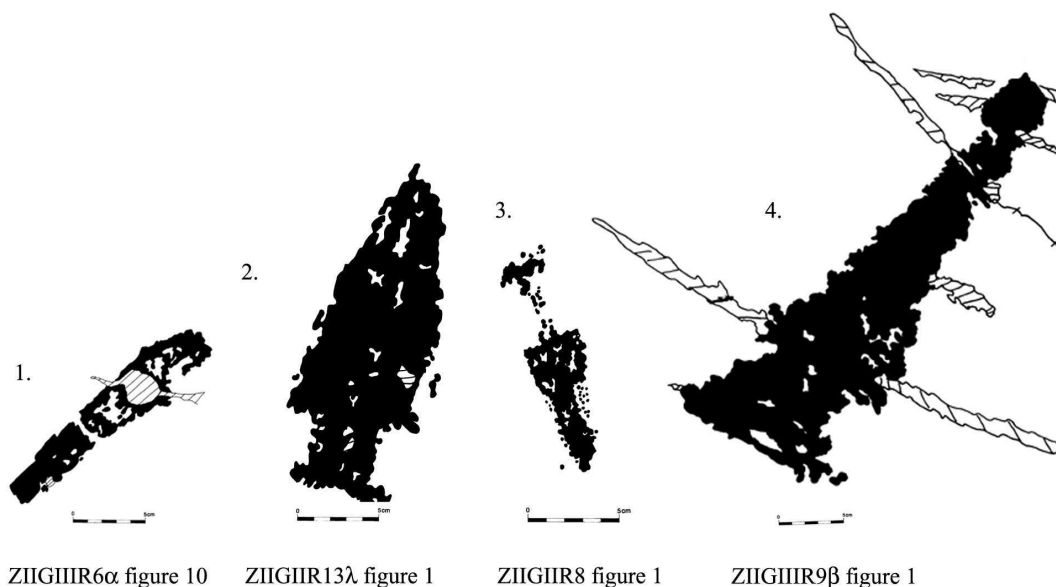 1.
2.
3.
4.
0 5cm
0 5cm
0 5cm
0 5cm
ZIIGIIIR6α figure 10
ZIIGIIR13λ figure 1
ZIIGIIR8 figure 1
ZIIGIIIR9β figure 1